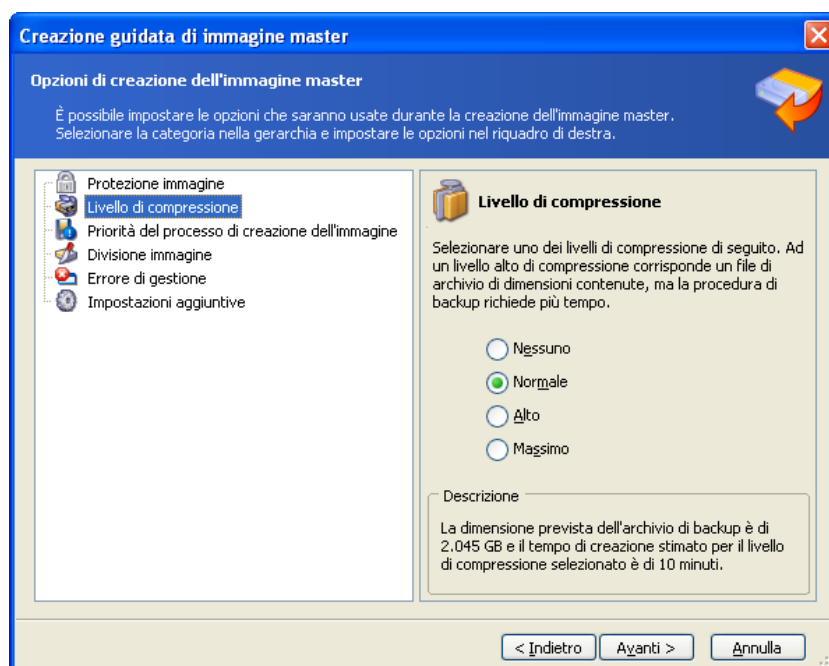 Creazione guidata di immagine master
Opzioni di creazione dell'immagine master
È possibile impostare le opzioni che saranno usate durante la creazione dell'immagine master.
Selezionare la categoria nella gerarchia e impostare le opzioni nel riquadro di destra.
Protezione immagine
Livello di compressione
Priorità del processo di creazione dell'immagine
Divisione immagine
Errore di gestione
Impostazioni aggiuntive
Livello di compressione
Selezionare uno dei livelli di compressione di seguito. Ad
un livello alto di compressione corrisponde un file di
archivio di dimensioni contenute, ma la procedura di
backup richiede più tempo.
Nessuno
Normale
Alto
Massimo
Descrizione
La dimensione prevista dell'archivio di backup è di
2.045 GB e il tempo di creazione stimato per il livello
di compressione selezionato è di 10 minuti.
< Indietro
Avanti >
Annulla